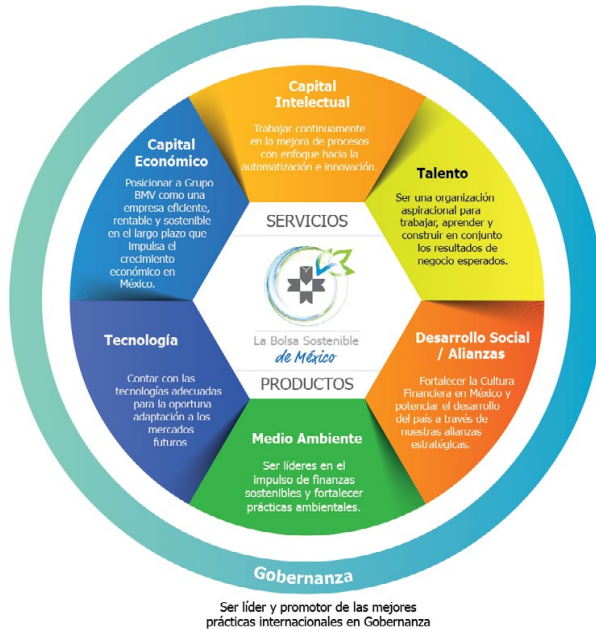 Capital
Intelectual
Trabajar continuamente
en la mejora de procesos
con enfoque hacia la
automatización e innovación.
Talento
Ser una organización
aspiracional para
trabajar, aprender y
construir en conjunto
los resultados de
negocio esperados.
Desarrollo Social
/ Alianzas
Fortalecer la Cultura
Financiera en México y
potenciar el desarrollo
del país a través de
nuestras alianzas
estratégicas.
Medio Ambiente
Ser líderes en el
impulso de finanzas
sostenibles y fortalecer
prácticas ambientales.
Tecnología
Contar con las
tecnologías adecuadas
para la oportuna
adaptación a los
mercados
futuros
Capital
Económico
Posicionar a Grupo
BMV como una
empresa eficiente,
rentable y sostenible
en el largo plazo que
impulsa el
crecimiento
económico en
México.
SERVICIOS
La Bolsa Sostenible
de México
PRODUCTOS
Gobernanza
Ser líder y promotor de las mejores
prácticas internacionales en Gobernanza